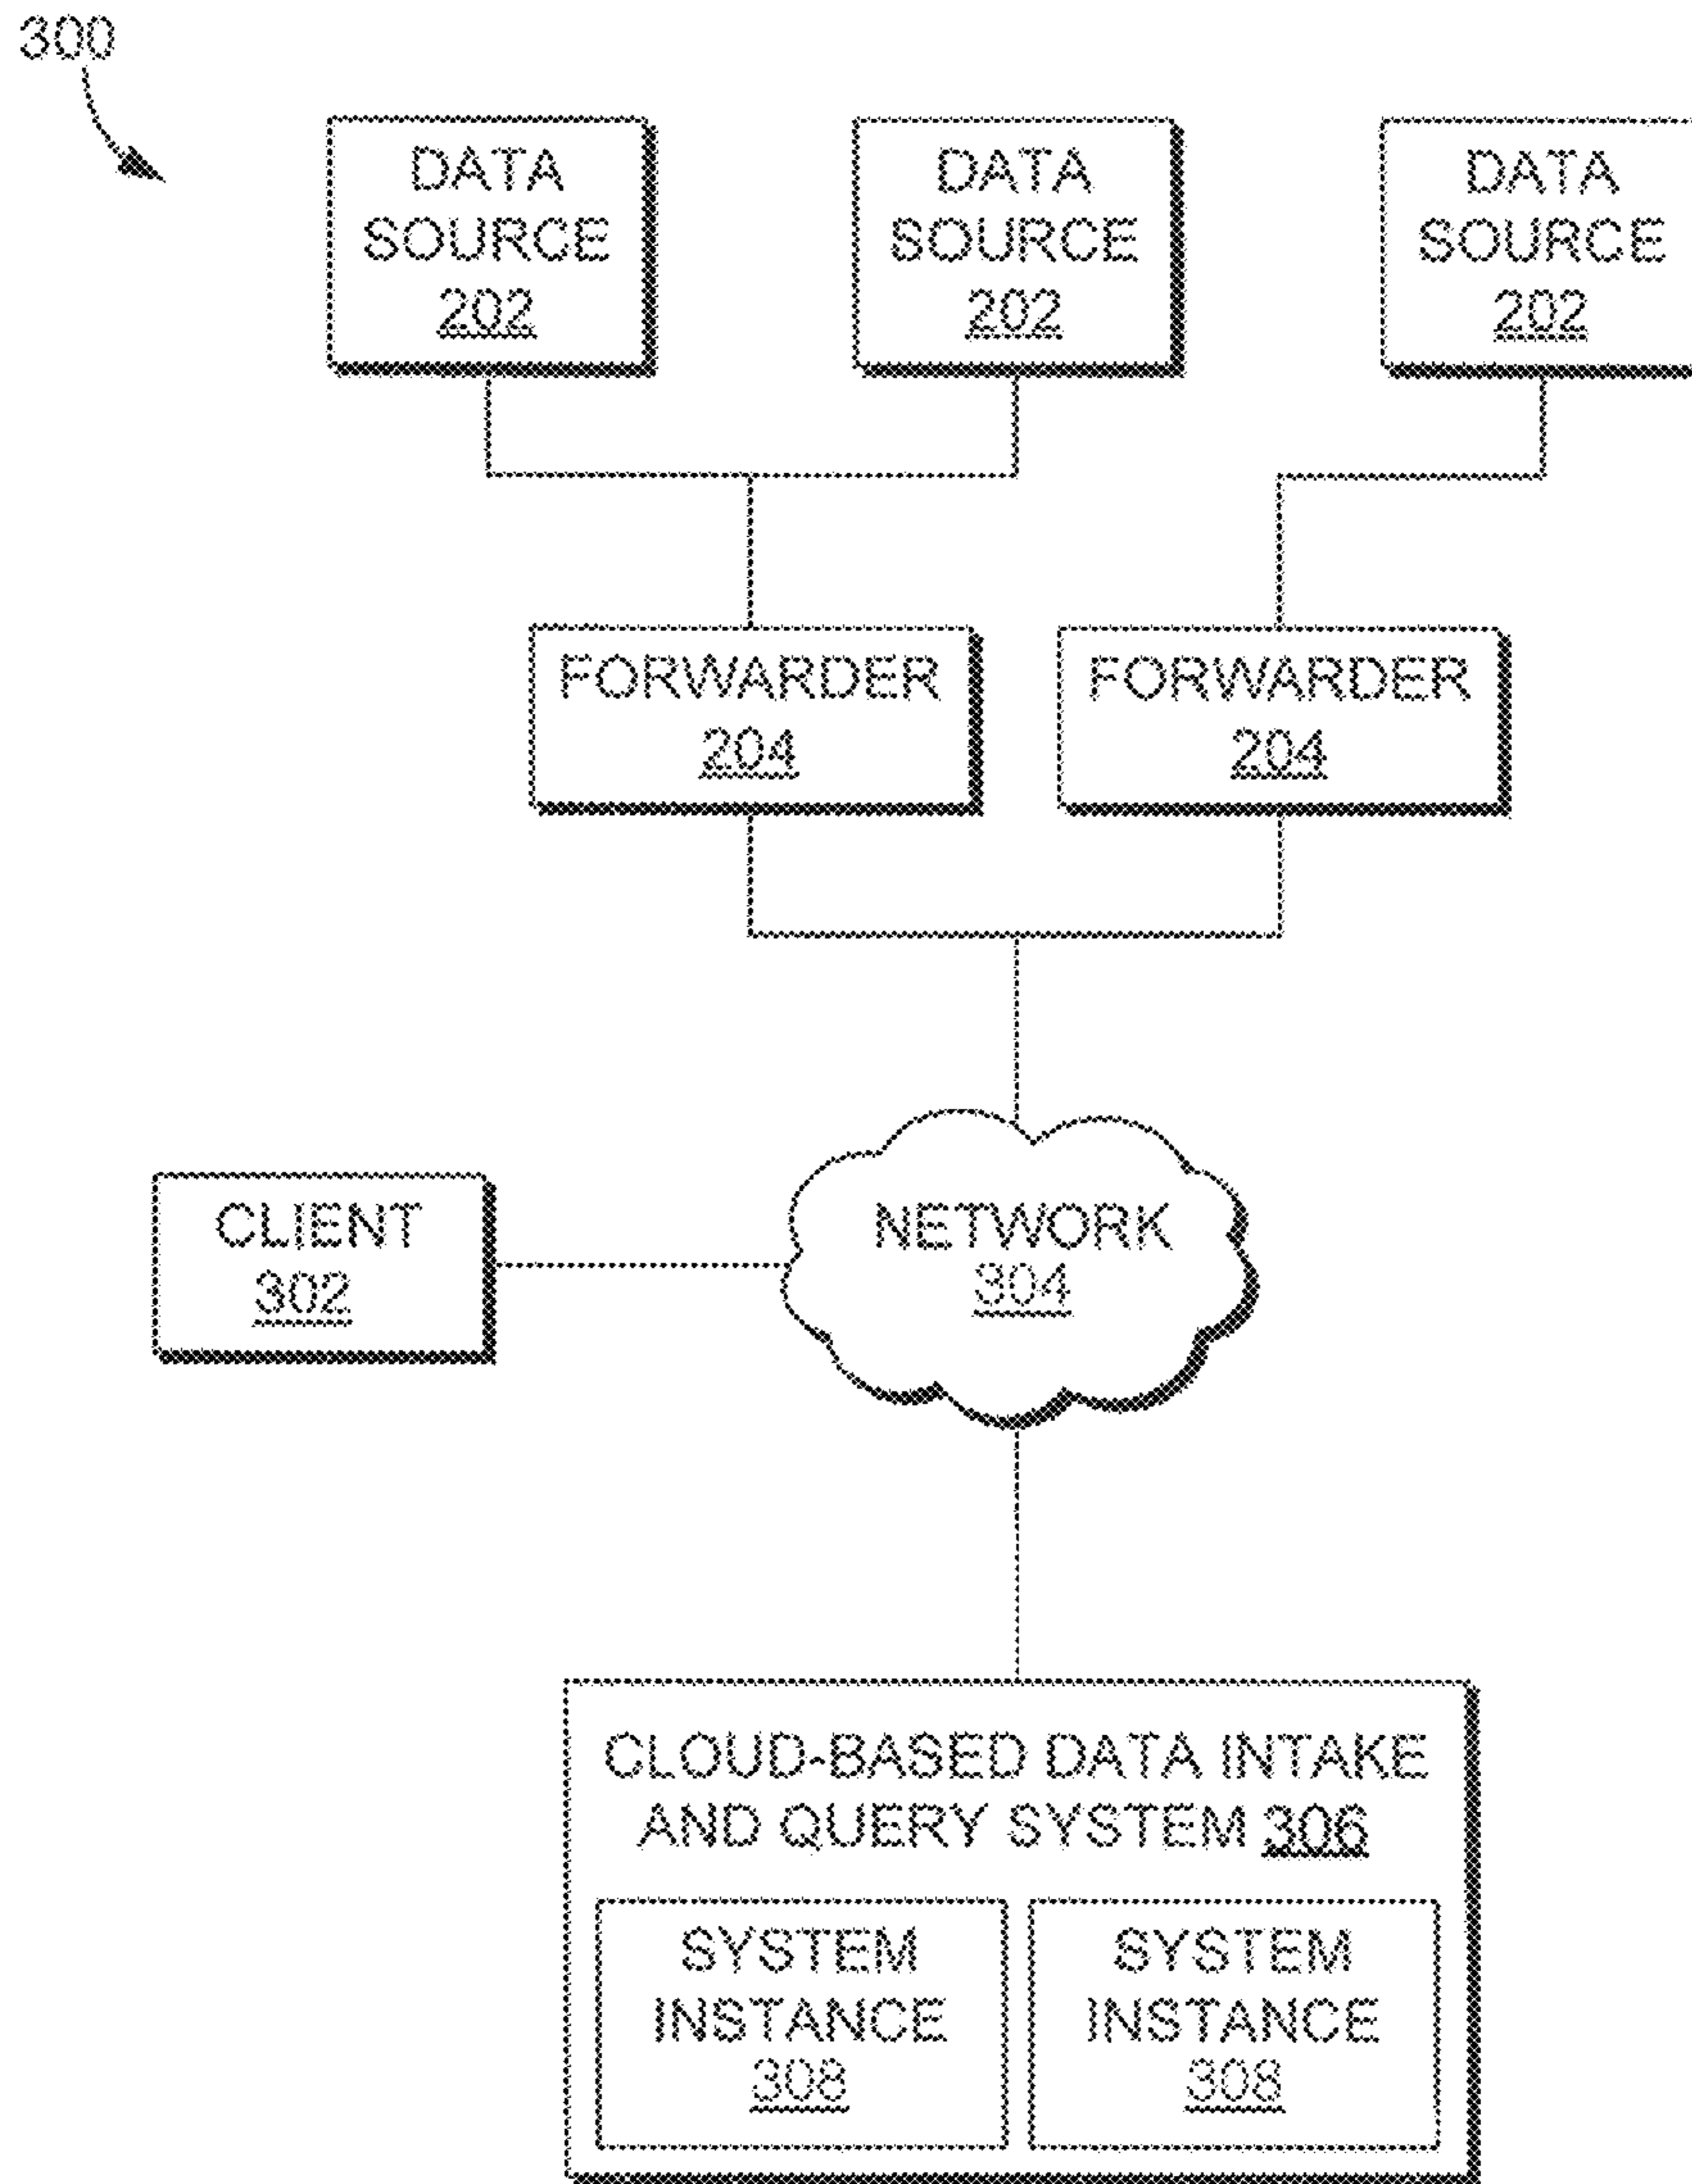 300
DATA
SOURCE
202
DATA
SOURCE
202
DATA
SOURCE
202
FORWARDER
204
FORWARDER
204
CLIENT
302
NETWORK
304
CLOUD-BASED DATA INTAKE
AND QUERY SYSTEM 306
SYSTEM
INSTANCE
308
SYSTEM
INSTANCE
308